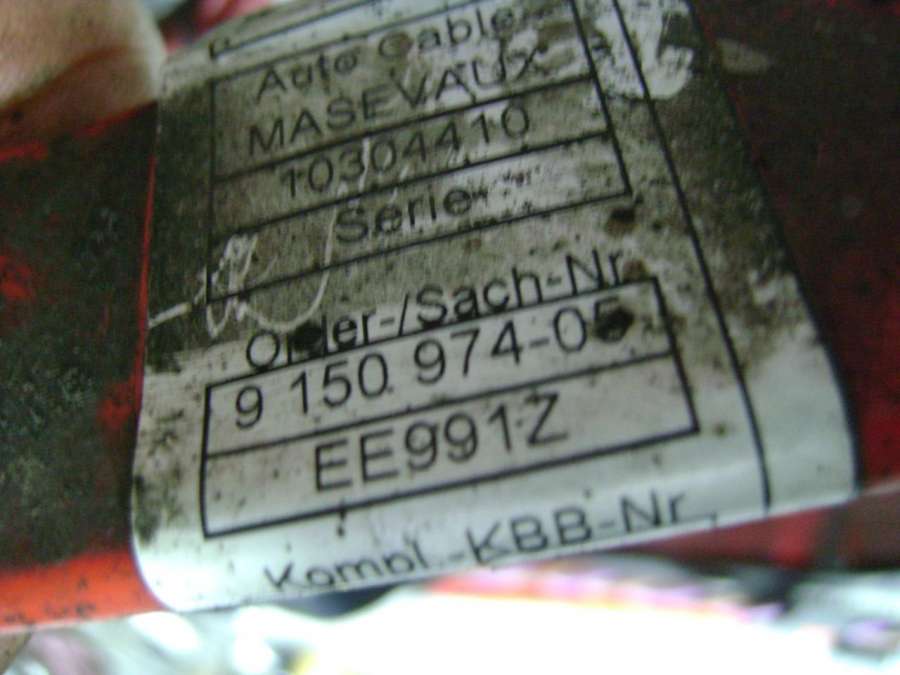 Auto Cable
MASEVAUX
10304410
Serie
Order-/Sach-Nr.
9 150 974-05
EE991Z
Kompl.-KBB-Nr.